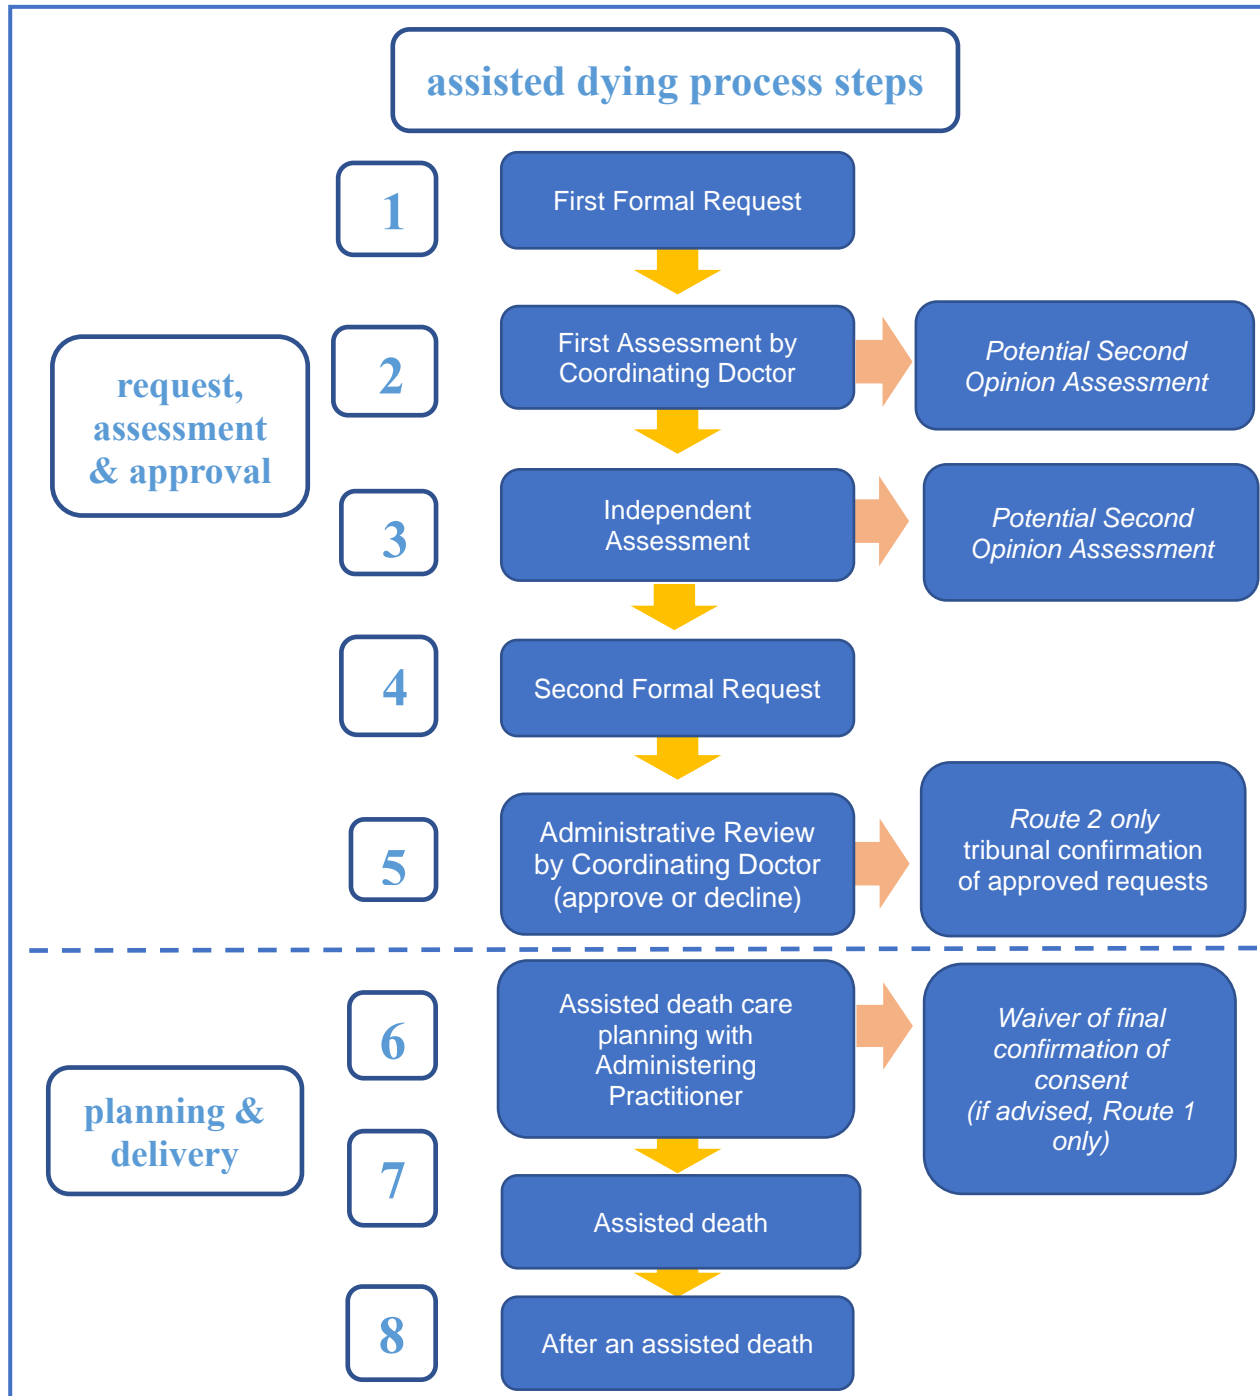 assisted dying process steps
1
First Formal Request
request,
assessment
& approval
2
First Assessment by
Coordinating Doctor
Potential Second
Opinion Assessment
3
Independent
Assessment
Potential Second
Opinion Assessment
4
Second Formal Request
5
Administrative Review
by Coordinating Doctor
(approve or decline)
Route 2 only
tribunal confirmation
of approved requests
planning &
delivery
6
Assisted death care
planning with
Administering
Practitioner
Waiver of final
confirmation of
consent
(if advised, Route 1
only)
7
Assisted death
8
After an assisted death